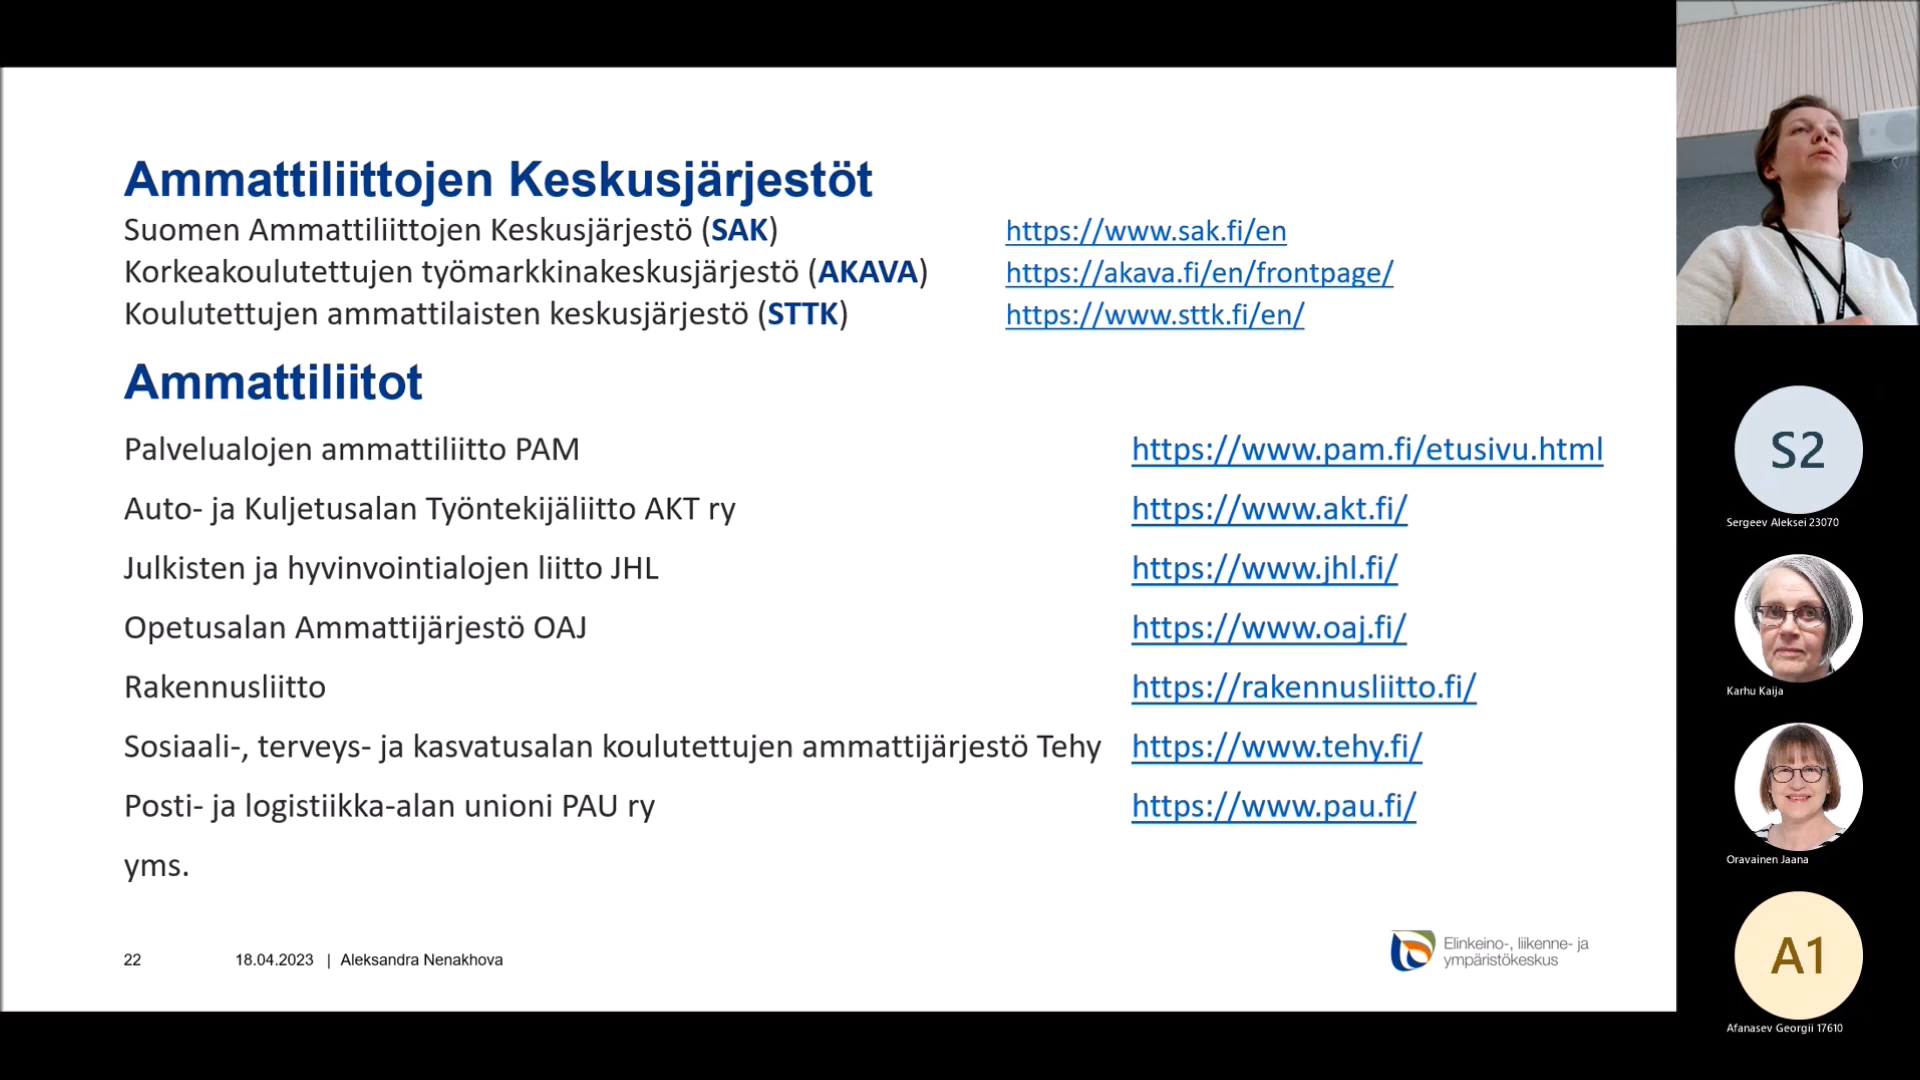 Ammattiliittojen Keskusjärjestöt
Suomen Ammattiliittojen Keskusjärjestö (SAK) https://www.sak.fi/en
Korkeakoulutettujen työmarkkinakeskusjärjestö (AKAVA) https://akava.fi/en/frontpage/
Koulutettujen ammattilaisten keskusjärjestö (STTK) https://www.sttk.fi/en/
Ammattiliitot
Palvelualojen ammattiliitto PAM https://www.pam.fi/etusivu.html
Auto- ja Kuljetusalan Työntekijäliitto AKT ry https://www.akt.fi/
Julkisten ja hyvinvointialojen liitto JHL https://www.jhl.fi/
Opetusalan Ammattijärjestö OAJ https://www.oaj.fi/
Rakennusliitto https://rakennusliitto.fi/
Sosiaali-, terveys- ja kasvatusalan koulutettujen ammattijärjestö Tehy https://www.tehy.fi/
Posti- ja logistiikka-alan unioni PAU ry https://www.pau.fi/
yms.
22 18.04.2023 | Aleksandra Nenakhova
Elinkeino-, liikenne- ja
ympäristökeskus
S2
Sergeev Aleksei 23070
Karhu Kaija
Oravainen Jaana
A1
Afanasev Georgii 17610